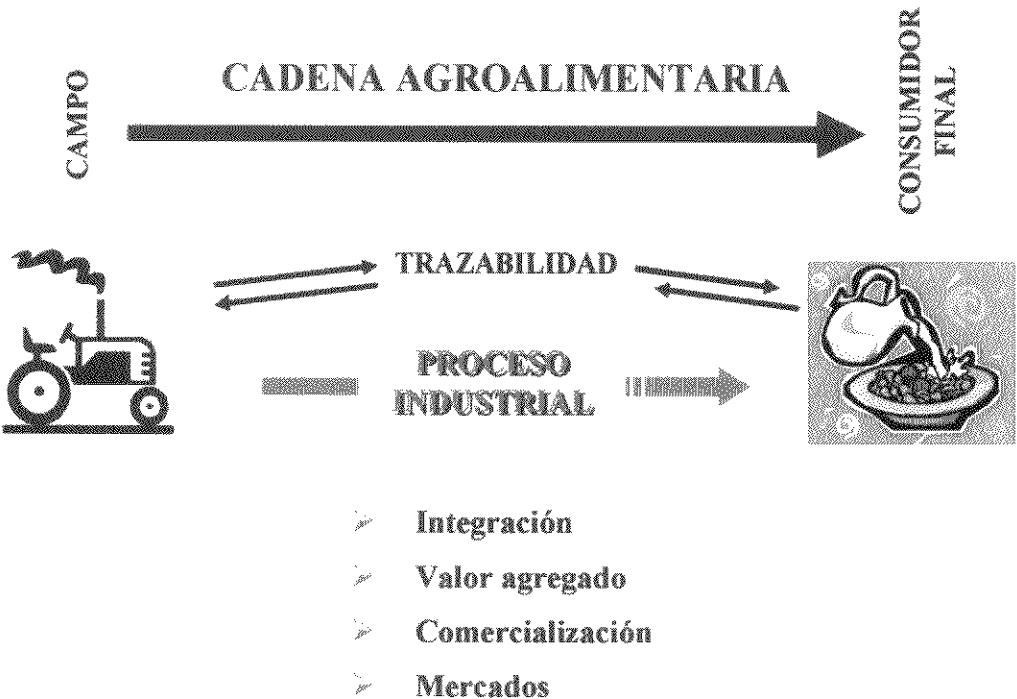 CAMPO
CADENA AGROALIMENTARIA
CONSUMIDOR
FINAL
TRAZABILIDAD
PROCESO
INDUSTRIAL
Integración
Valor agregado
Comercialización
Mercados